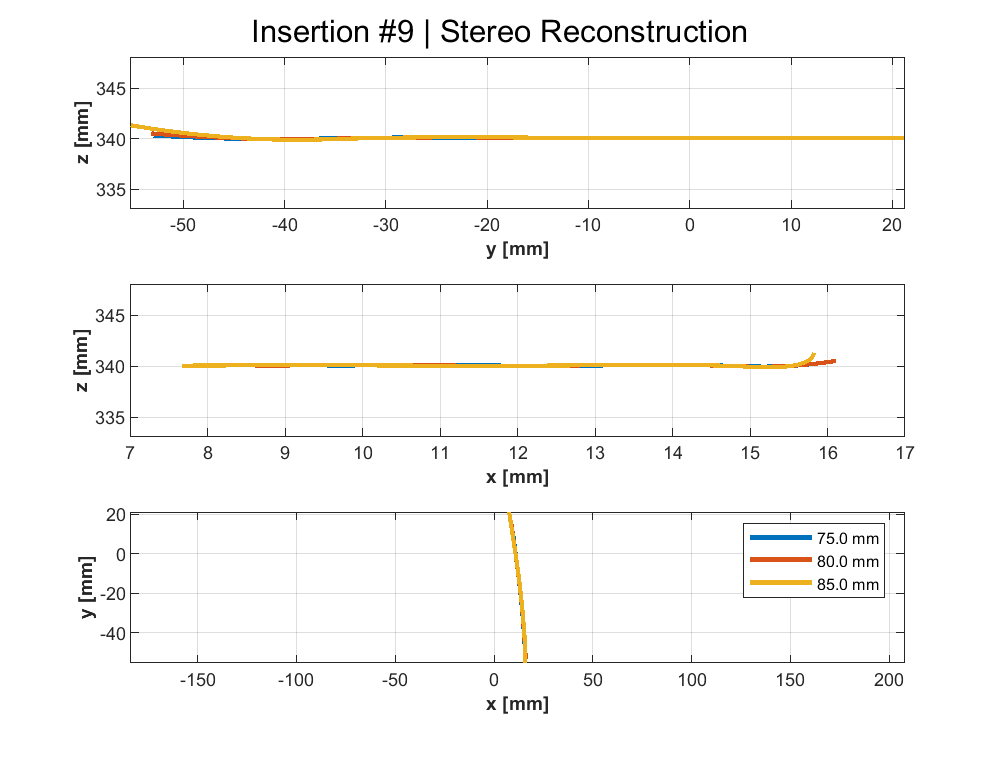 Insertion #9 | Stereo Reconstruction
345
340
335
z [mm]
-50 -40 -30 -20 -10 0 10 20
y [mm]
345
340
335
z [mm]
7 8 9 10 11 12 13 14 15 16 17
x [mm]
20
0
-20
-40
y [mm]
75.0 mm
80.0 mm
85.0 mm
-150 -100 -50 0 50 100 150 200
x [mm]